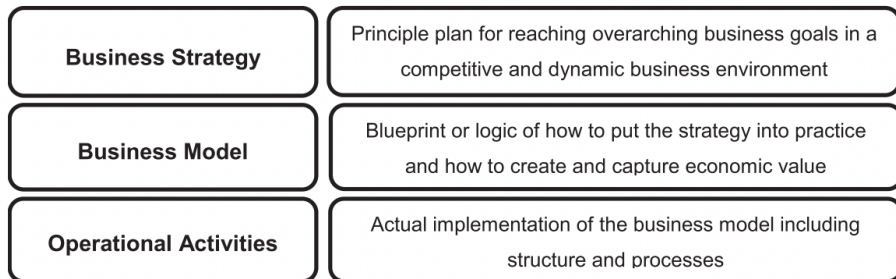 Business Strategy
Principle plan for reaching overarching business goals in a
competitive and dynamic business environment
Business Model
Blueprint or logic of how to put the strategy into practice
and how to create and capture economic value
Operational Activities
Actual implementation of the business model including
structure and processes